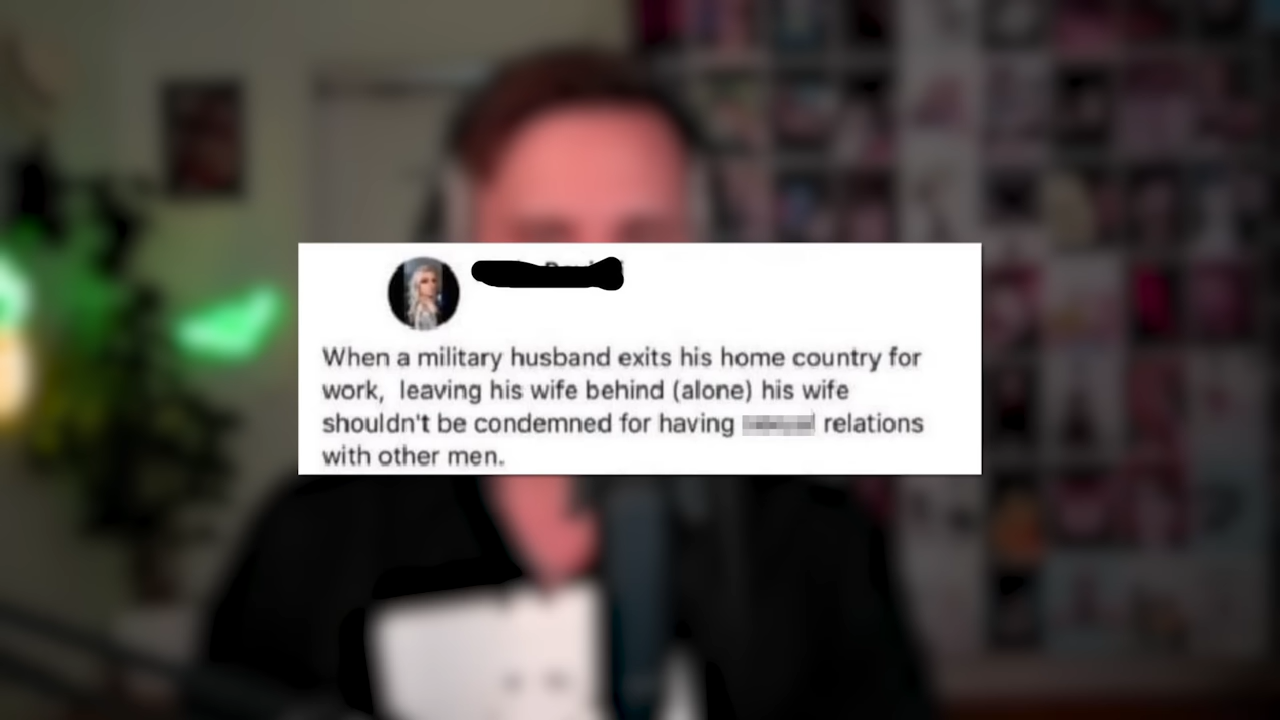 When a military husband exits his home country for
work, leaving his wife behind (alone) his wife
shouldn't be condemned for having relations
with other men.